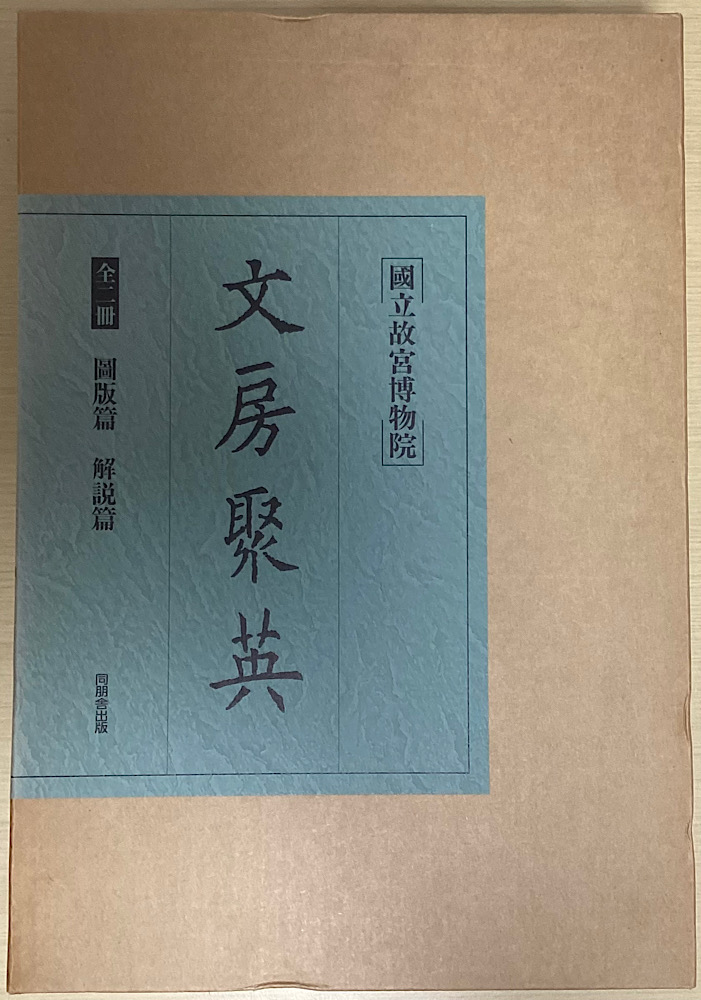 國立故宮博物院
文房聚英
全二冊 圖版篇 解説篇
同朋舎出版